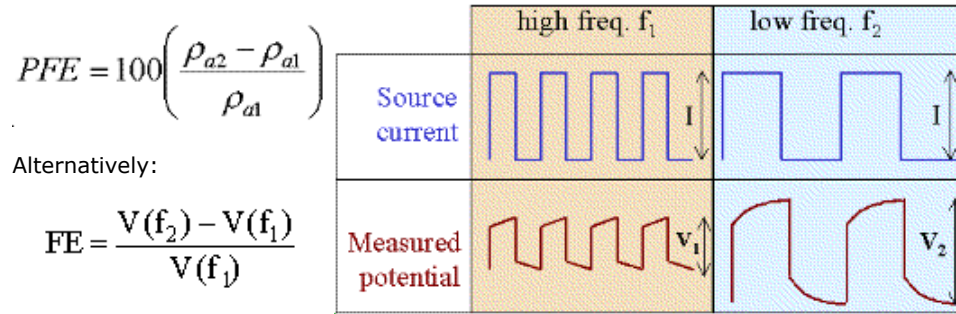 PFE = 100(ρa2 − ρa1 / ρa1)
Alternatively:
FE = V(f₂) − V(f₁) / V(f₁)
high freq. f₁
low freq. f₂
Source current
I
I
Measured potential
V₁
V₂